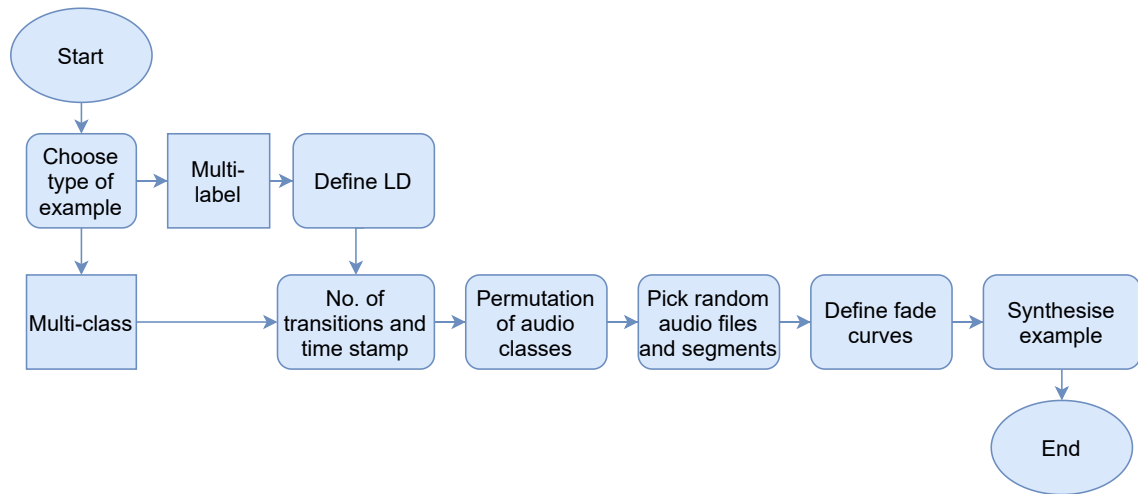 Start
Choose
type of
example
Multi-
label
Define LD
Multi-class
No. of
transitions and
time stamp
Permutation
of audio
classes
Pick random
audio files
and segments
Define fade
curves
Synthesise
example
End